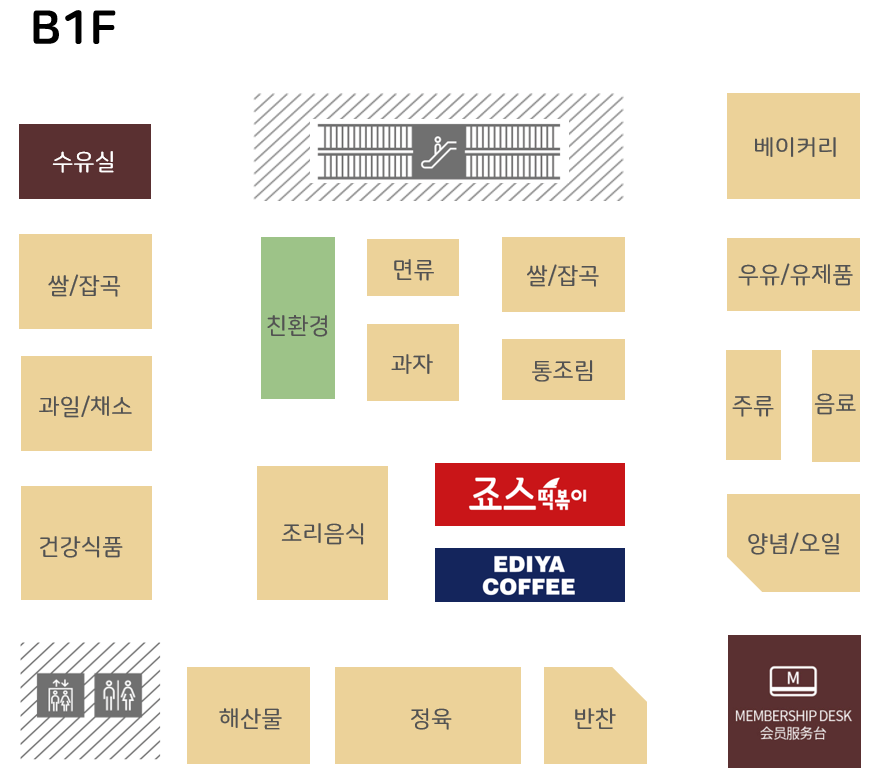 B1F
수유실
베이커리
쌀/잡곡
친환경
면류
쌀/잡곡
우유/유제품
과자
통조림
과일/채소
주류
음료
건강식품
조리음식
죠스떡볶이
EDIYA
COFFEE
양념/오일
해산물
정육
반찬
M
MEMBERSHIP DESK
会员服务台